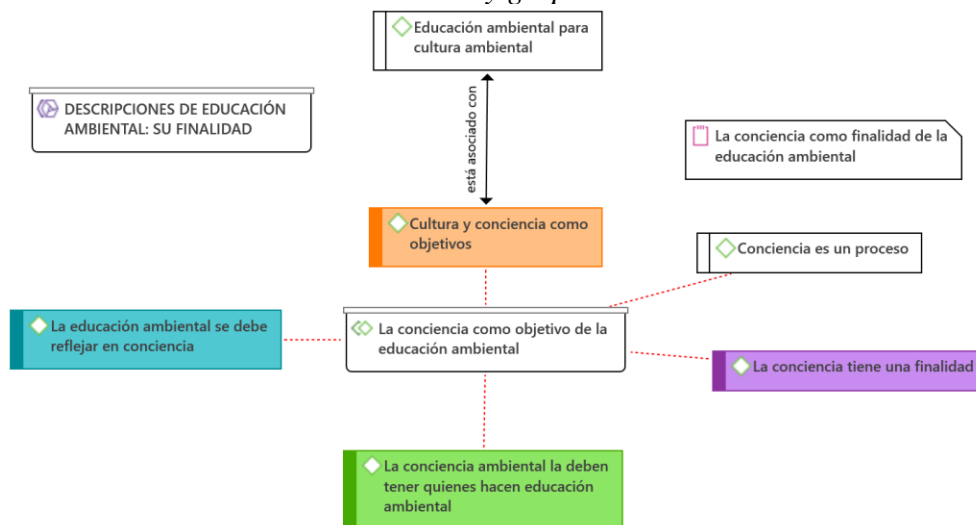 Educación ambiental para
cultura ambiental
DESCRIPCIONES DE EDUCACIÓN
AMBIENTAL: SU FINALIDAD
está asociado con
La conciencia como finalidad de la
educación ambiental
Cultura y conciencia como
objetivos
Conciencia es un proceso
La educación ambiental se debe
reflejar en conciencia
La conciencia como objetivo de la
educación ambiental
La conciencia tiene una finalidad
La conciencia ambiental la deben
tener quienes hacen educación
ambiental